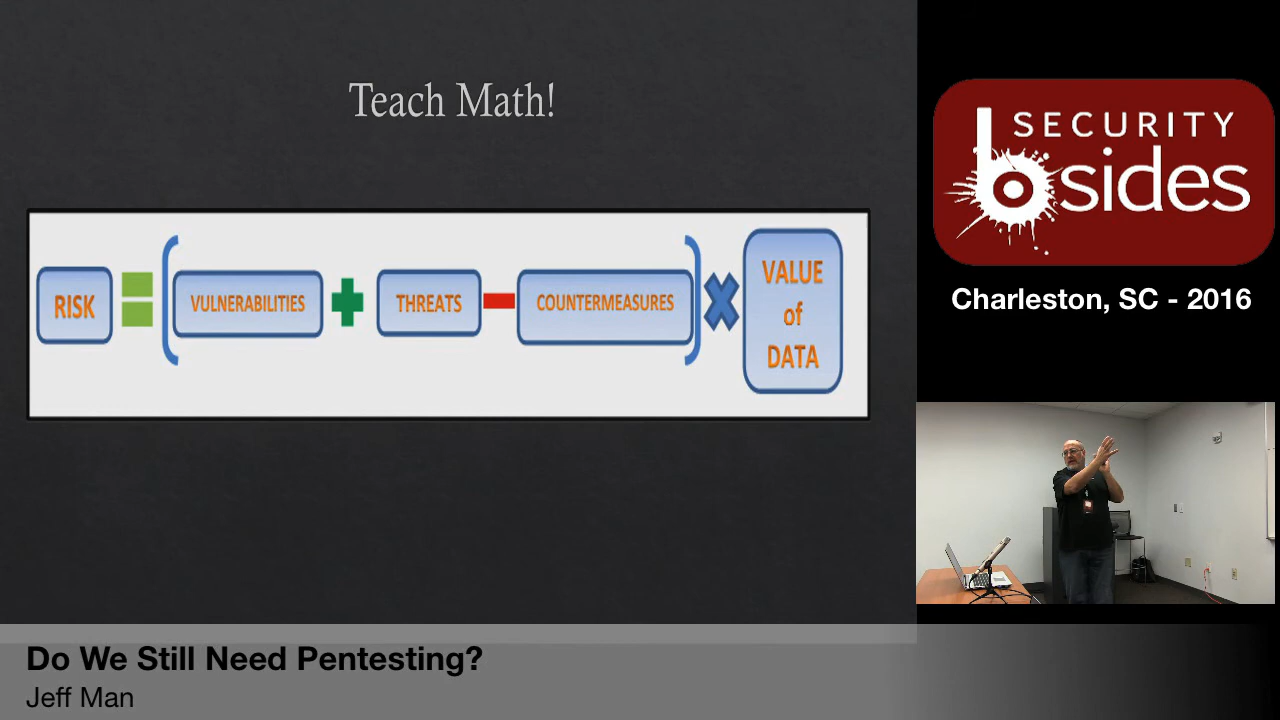 Teach Math!
RISK = ( VULNERABILITIES + THREATS - COUNTERMEASURES ) X VALUE
of
DATA
SECURITY
bsides
Charleston, SC - 2016
Do We Still Need Pentesting?
Jeff Man